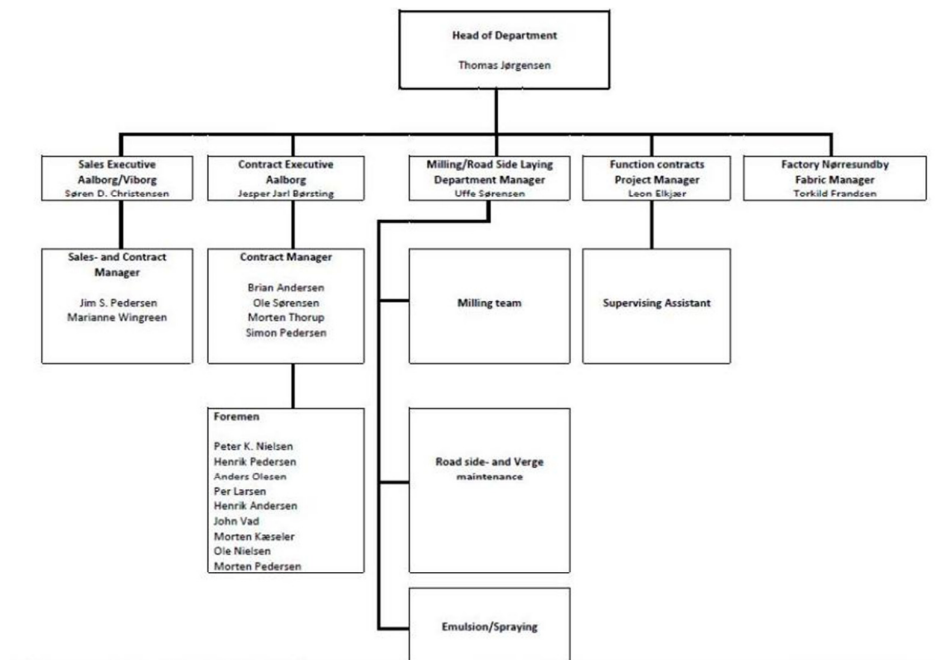 Head of Department
Thomas Jørgensen
Sales Executive
Aalborg/Viborg
Søren D. Christensen
Contract Executive
Aalborg
Jesper Jarl Børsting
Milling/Road Side Laying
Department Manager
Uffe Sørensen
Function contracts
Project Manager
Leon Elkjær
Factory Nørresundby
Fabric Manager
Torkild Frandsen
Sales- and Contract
Manager
Jim S. Pedersen
Marianne Wingreen
Contract Manager
Brian Andersen
Ole Sørensen
Morten Thorup
Simon Pedersen
Milling team
Supervising Assistant
Foremen
Peter K. Nielsen
Henrik Pedersen
Anders Olesen
Per Larsen
Henrik Andersen
John Vad
Morten Kæseler
Ole Nielsen
Morten Pedersen
Road side- and Verge
maintenance
Emulsion/Spraying